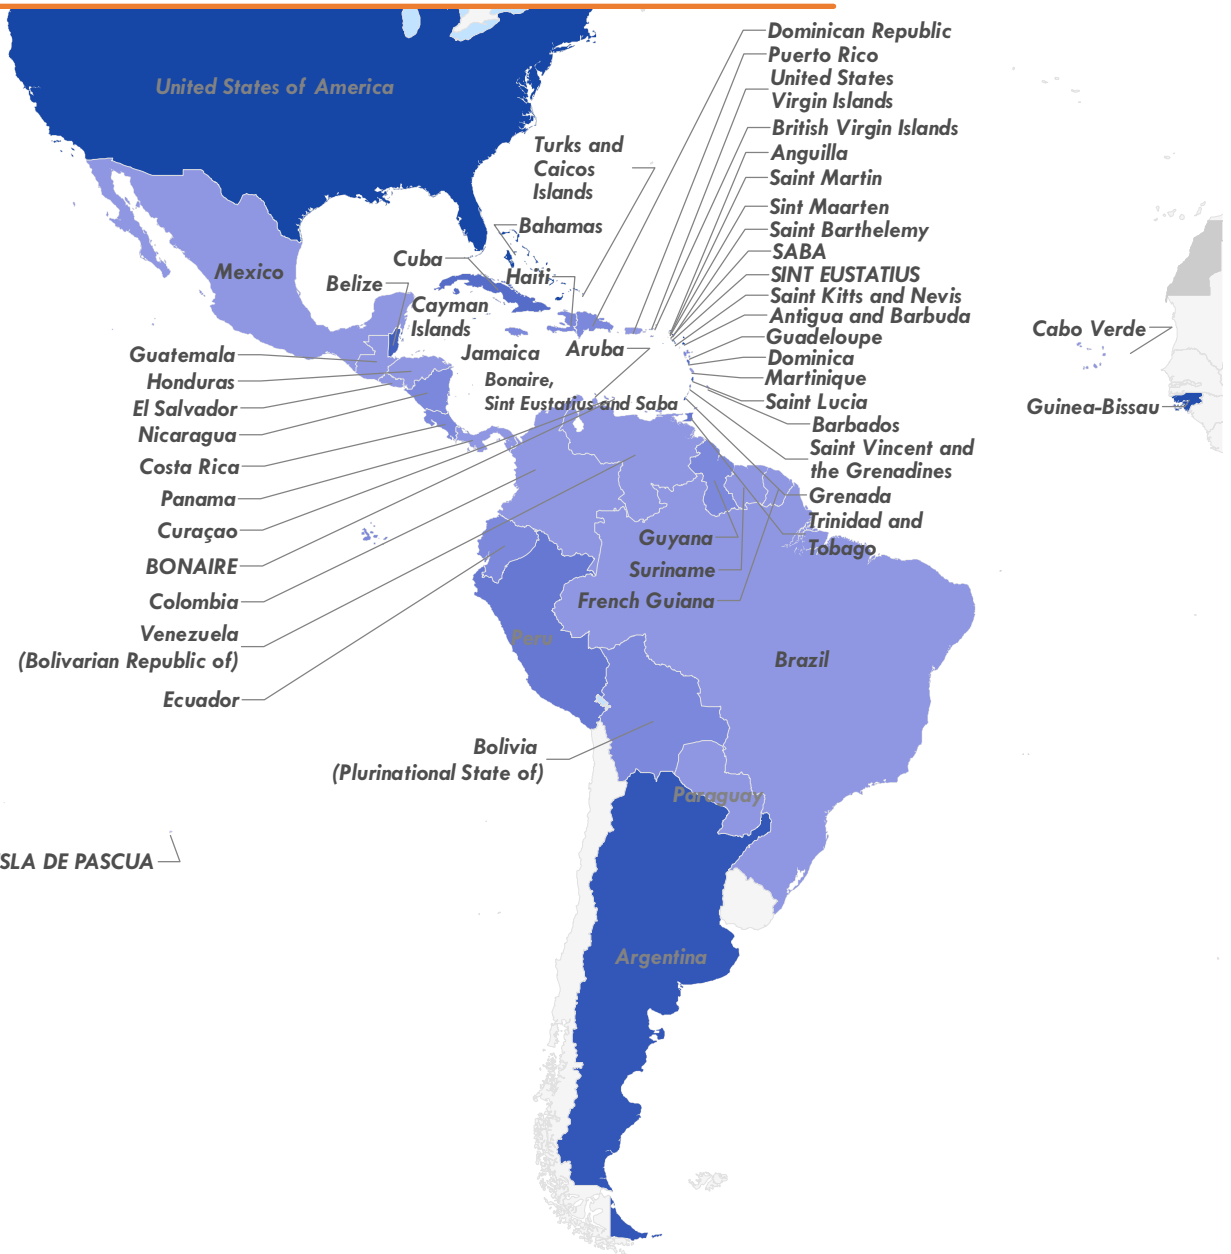 United States of America
Dominican Republic
Puerto Rico
United States
Virgin Islands
British Virgin Islands
Anguilla
Saint Martin
Sint Maarten
Saint Barthelemy
SABA
SINT EUSTATIUS
Saint Kitts and Nevis
Antigua and Barbuda
Guadeloupe
Dominica
Martinique
Saint Lucia
Barbados
Saint Vincent and
the Grenadines
Grenada
Trinidad and
Tobago
Turks and
Caicos
Islands
Bahamas
Cuba
Haiti
Belize
Cayman
Islands
Jamaica
Aruba
Bonaire,
Sint Eustatius and Saba
Mexico
Guatemala
Honduras
El Salvador
Nicaragua
Costa Rica
Panama
Curaçao
BONAIRE
Colombia
Venezuela
(Bolivarian Republic of)
Ecuador
Guyana
Suriname
French Guiana
Peru
Brazil
Bolivia
(Plurinational State of)
Paraguay
SLA DE PASCUA
Argentina
Cabo Verde
Guinea-Bissau